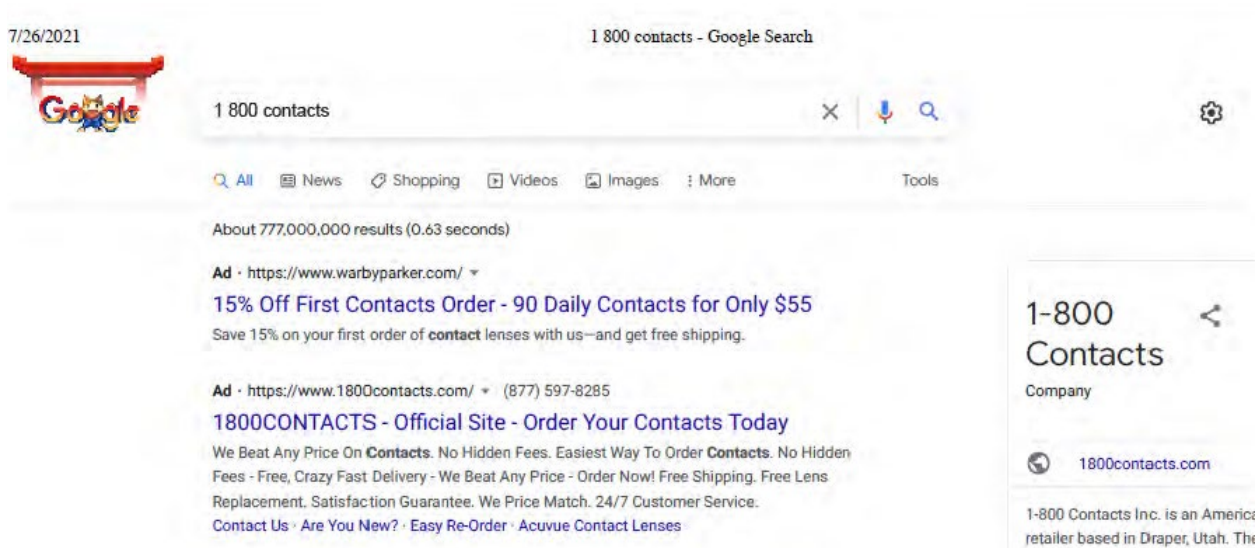 7/26/2021
1 800 contacts - Google Search
Google
1 800 contacts
All News Shopping Videos Images More Tools
About 777,000,000 results (0.63 seconds)
Ad · https://www.warbyparker.com/
15% Off First Contacts Order - 90 Daily Contacts for Only $55
Save 15% on your first order of contact lenses with us—and get free shipping.
Ad · https://www.1800contacts.com/ (877) 597-8285
1800CONTACTS - Official Site - Order Your Contacts Today
We Beat Any Price On Contacts. No Hidden Fees. Easiest Way To Order Contacts. No Hidden
Fees - Free, Crazy Fast Delivery - We Beat Any Price - Order Now! Free Shipping. Free Lens
Replacement. Satisfaction Guarantee. We Price Match. 24/7 Customer Service.
Contact Us · Are You New? · Easy Re-Order · Acuvue Contact Lenses
1-800
Contacts
Company
1800contacts.com
1-800 Contacts Inc. is an America
retailer based in Draper, Utah. The